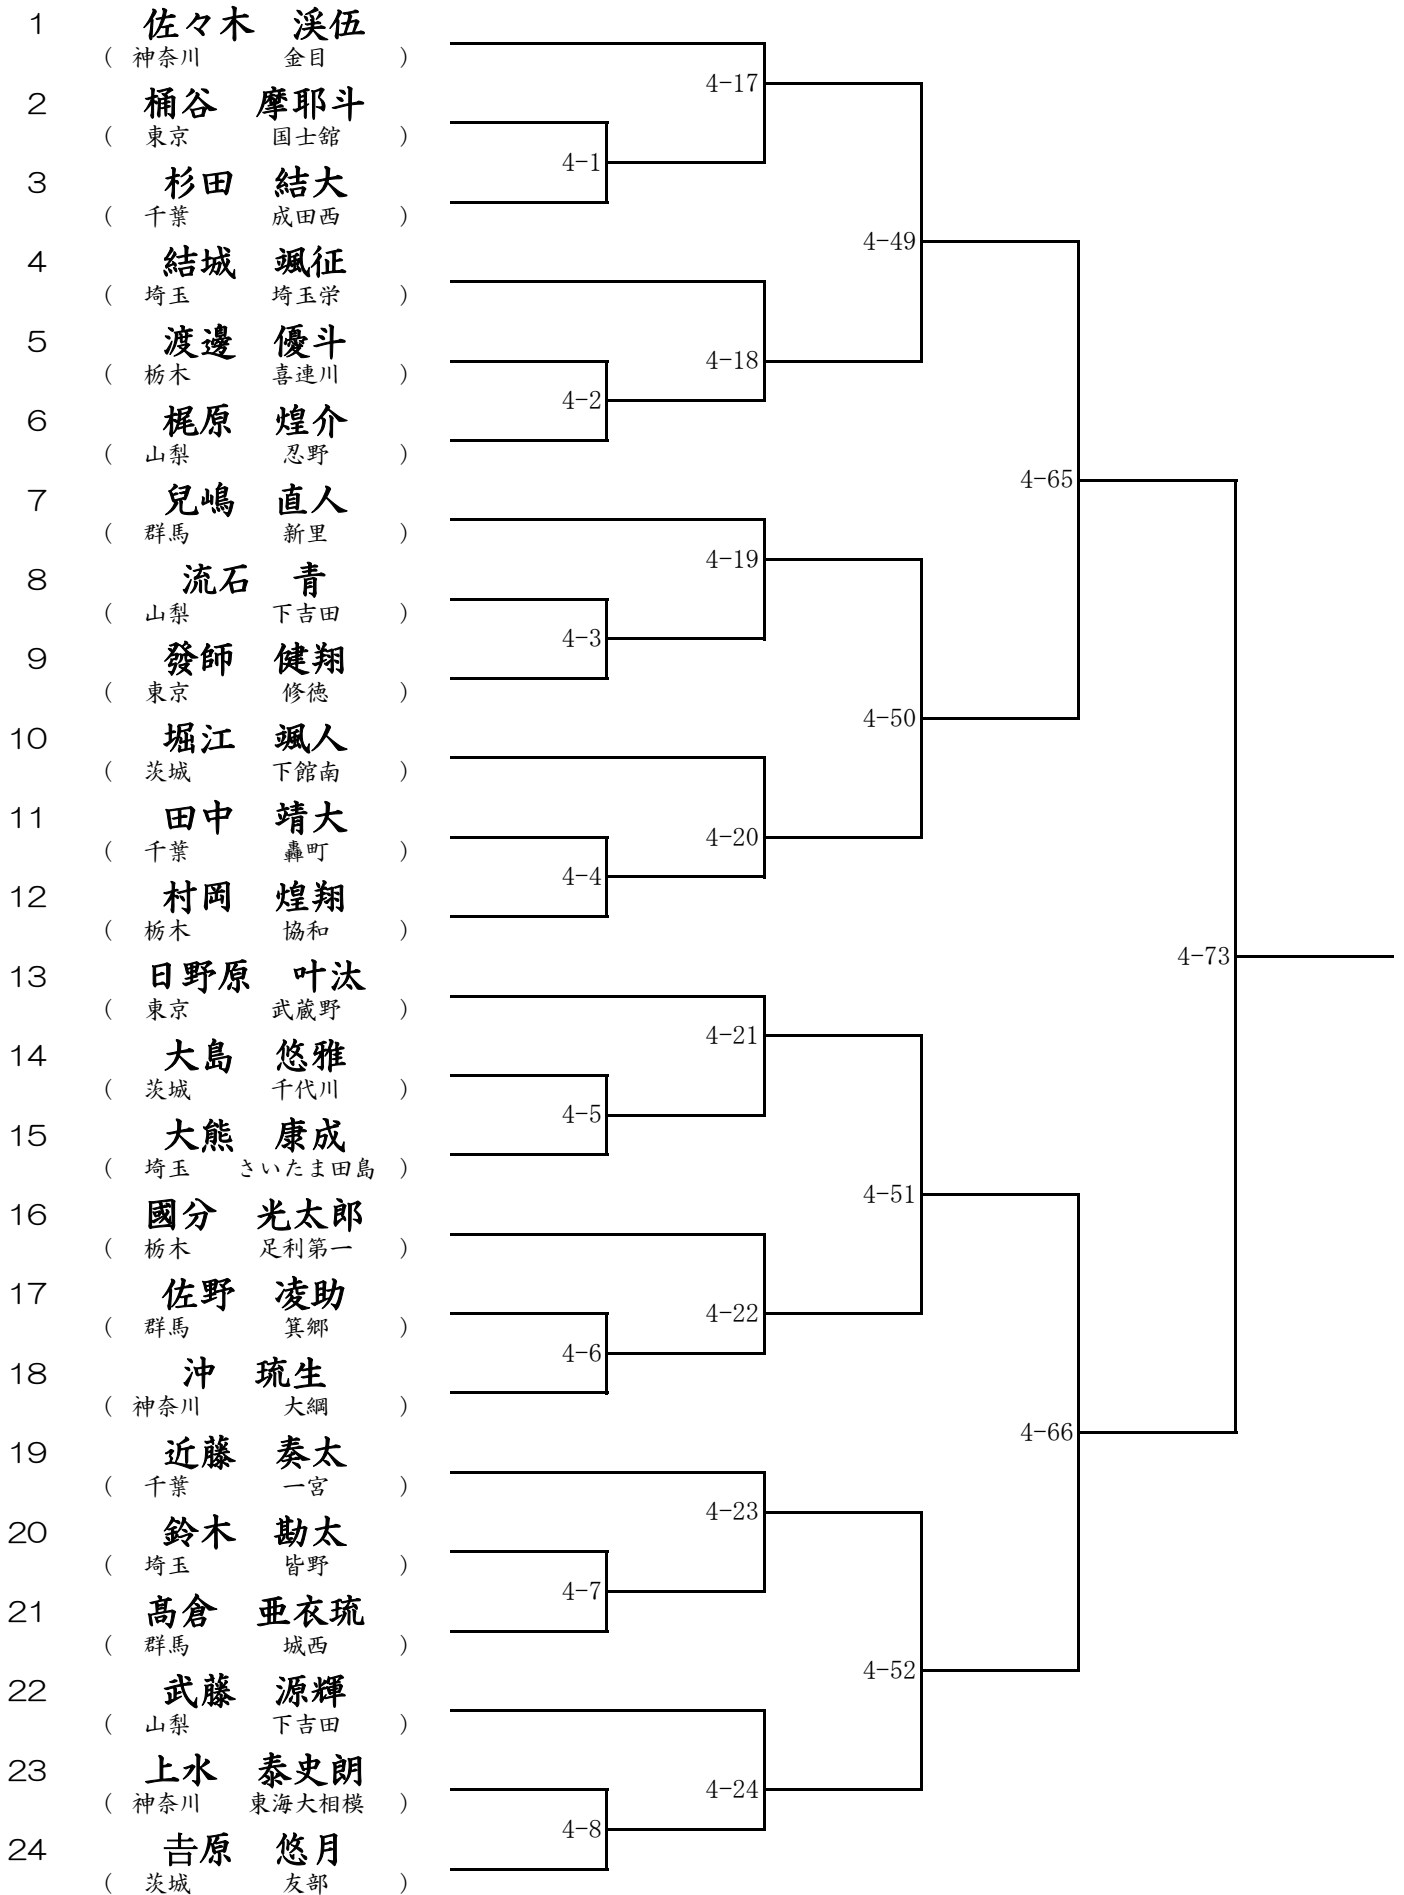 1 佐々木 渓伍
( 神奈川 金目 )
4-17
2 桶谷 摩耶斗
( 東京 国士舘 )
4-1
3 杉田 結大
( 千葉 成田西 )
4-49
4 結城 颯征
( 埼玉 埼玉栄 )
5 渡邊 優斗
( 栃木 喜連川 )
4-18
4-2
6 梶原 煌介
( 山梨 忍野 )
4-65
7 兒嶋 直人
( 群馬 新里 )
4-19
8 流石 青
( 山梨 下吉田 )
4-3
9 發師 健翔
( 東京 修徳 )
4-50
10 堀江 颯人
( 茨城 下館南 )
11 田中 靖大
( 千葉 轟町 )
4-20
4-4
12 村岡 煌翔
( 栃木 協和 )
4-73
13 日野原 叶汰
( 東京 武蔵野 )
4-21
14 大島 悠雅
( 茨城 千代川 )
4-5
15 大熊 康成
( 埼玉 さいたま田島 )
4-51
16 國分 光太郎
( 栃木 足利第一 )
17 佐野 凌助
( 群馬 箕郷 )
4-22
4-6
18 沖 琉生
( 神奈川 大綱 )
4-66
19 近藤 奏太
( 千葉 一宮 )
4-23
20 鈴木 勘太
( 埼玉 皆野 )
4-7
21 髙倉 亜衣琉
( 群馬 城西 )
4-52
22 武藤 源輝
( 山梨 下吉田 )
23 上水 泰史朗
( 神奈川 東海大相模 )
4-24
4-8
24 𠮷原 悠月
( 茨城 友部 )